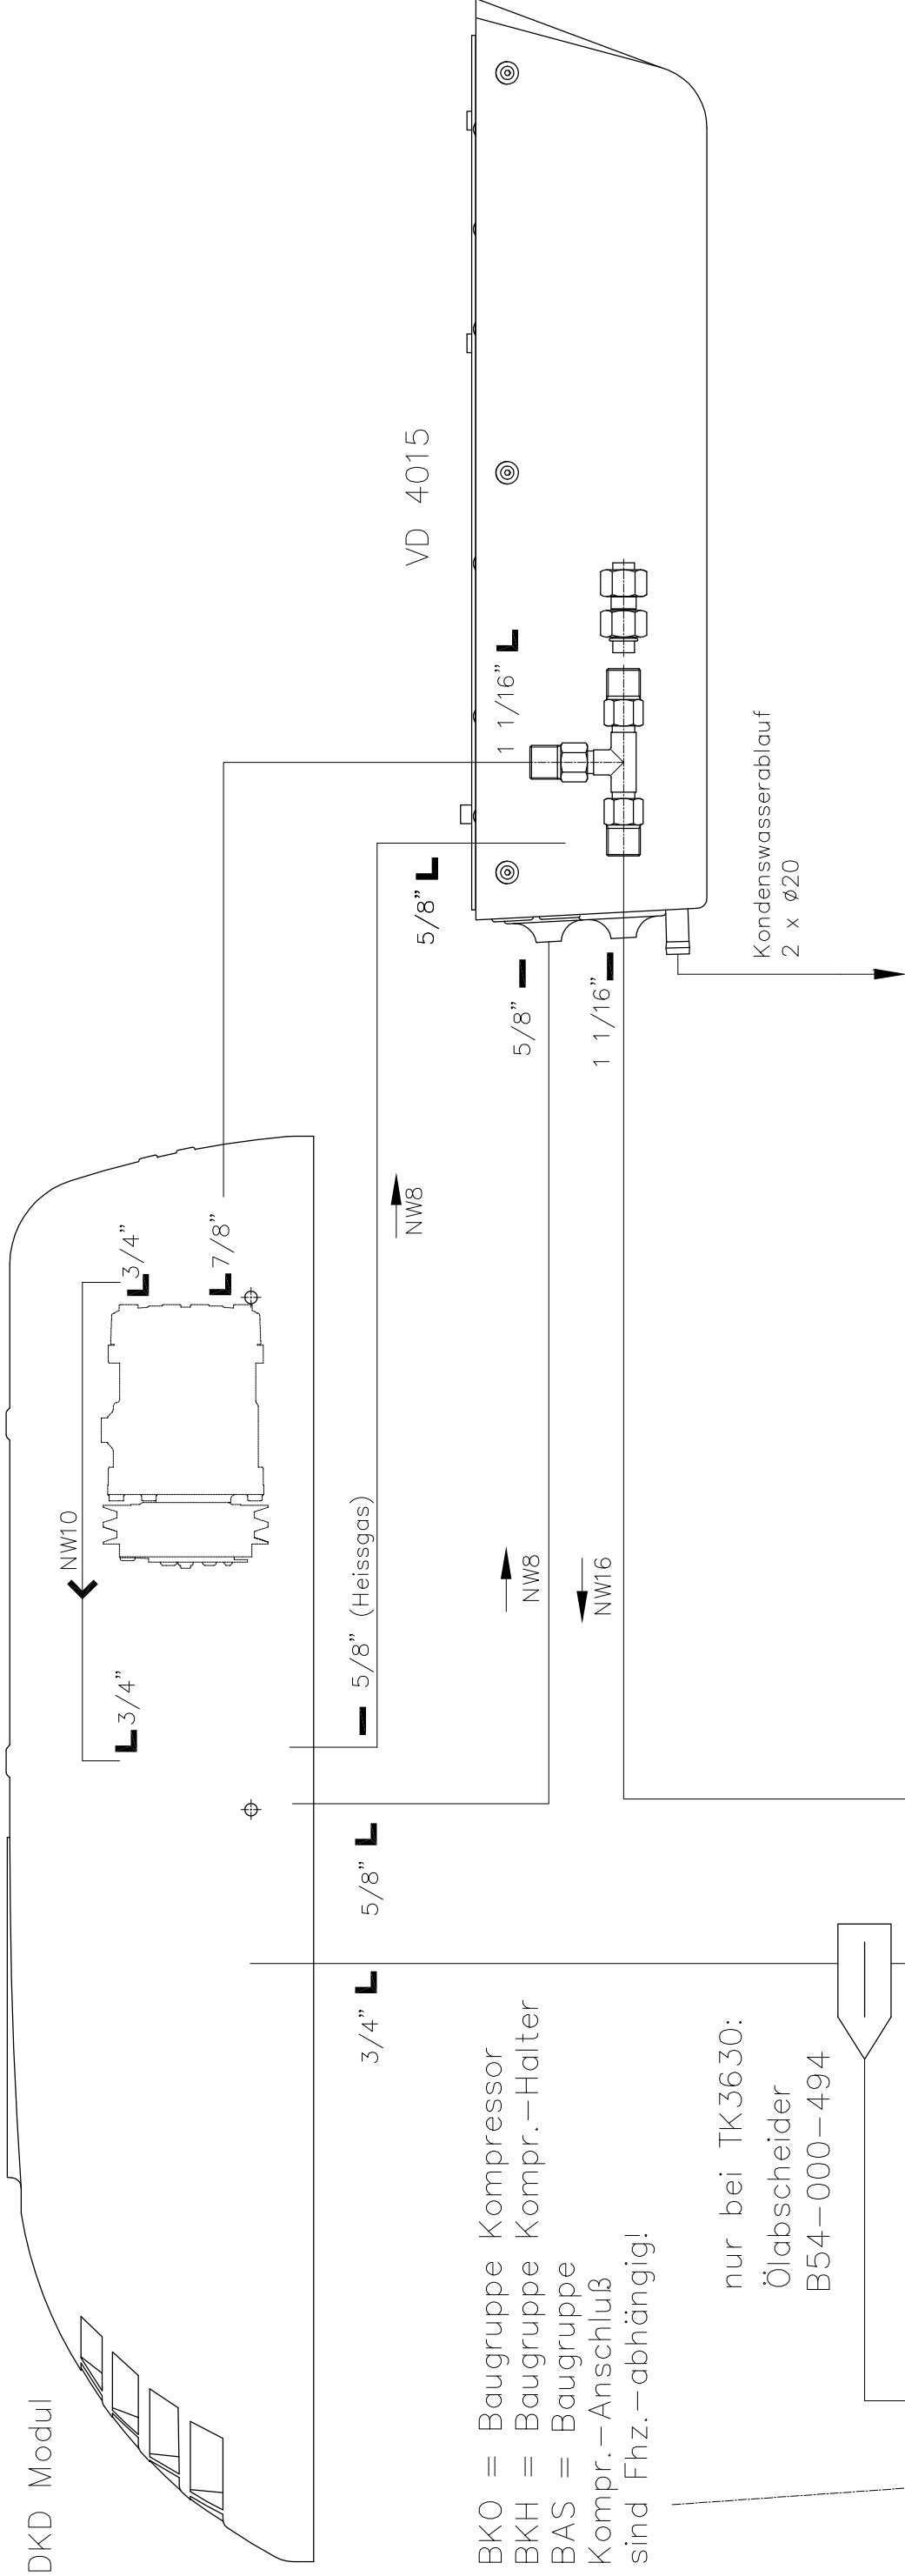 DKD Modul
3/4”
NW10
3/4”
7/8”
5/8” (Heissgas)
NW8
5/8”
VD 4015
1 1/16”
3/4”
5/8”
NW8
5/8”
NW16
1 1/16”
Kondenswasserablauf
2 x ø20
BKO = Baugruppe Kompressor
BKH = Baugruppe Kompr.-Halter
BAS = Baugruppe
Kompr.-Anschluß
sind Fhz.-abhängig!
nur bei TK3630:
Ölabscheider
B54-000-494